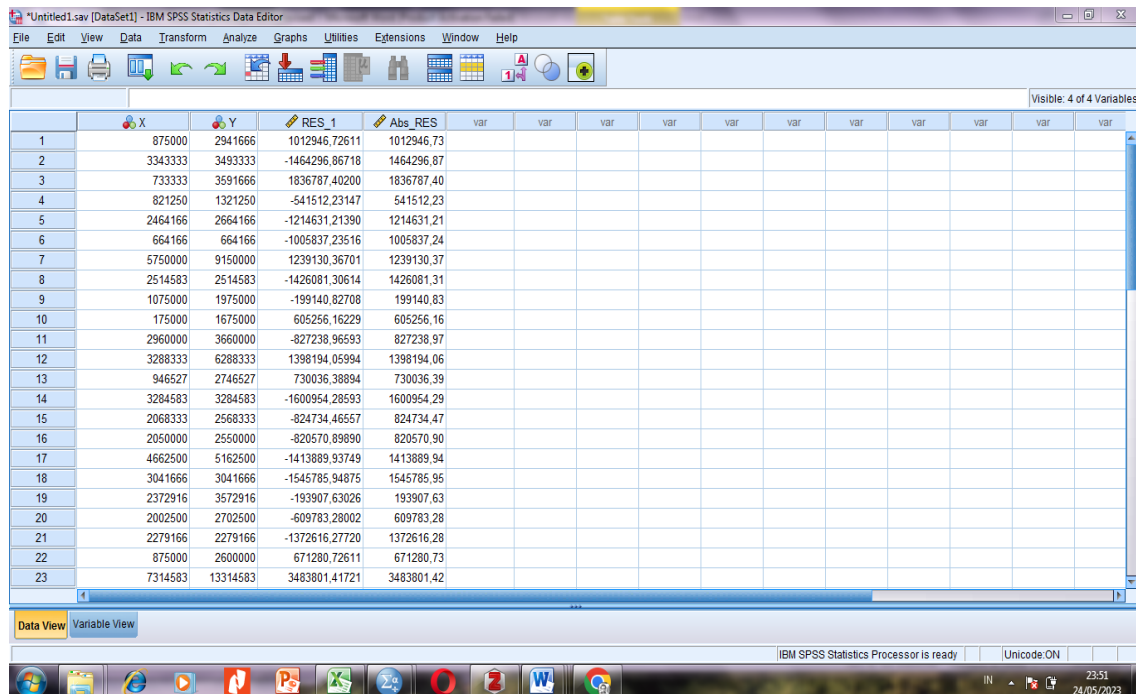 *Untitled1.sav [DataSet1] - IBM SPSS Statistics Data Editor
File Edit View Data Transform Analyze Graphs Utilities Extensions Window Help
Visible: 4 of 4 Variables
X Y RES_1 Abs_RES var var var var var var var var var
1 875000 2941666 1012946,72611 1012946,73
2 3343333 3493333 -1464296,86718 1464296,87
3 733333 3591666 1836787,40200 1836787,40
4 821250 1321250 -541512,23147 541512,23
5 2464166 2664166 -1214631,21390 1214631,21
6 664166 664166 -1005837,23516 1005837,24
7 5750000 9150000 1239130,36701 1239130,37
8 2514583 2514583 -1426081,30614 1426081,31
9 1075000 1975000 -199140,82708 199140,83
10 175000 1675000 605256,16229 605256,16
11 2960000 3660000 -827238,96593 827238,97
12 3288333 6288333 1398194,05994 1398194,06
13 946527 2746527 730036,38894 730036,39
14 3284583 3284583 -1600954,28593 1600954,29
15 2068333 2568333 -824734,46557 824734,47
16 2050000 2550000 -820570,89890 820570,90
17 4662500 5162500 -1413889,93749 1413889,94
18 3041666 3041666 -1545785,94875 1545785,95
19 2372916 3572916 -193907,63026 193907,63
20 2002500 2702500 -609783,28002 609783,28
21 2279166 2279166 -1372616,27720 1372616,28
22 875000 2600000 671280,72611 671280,73
23 7314583 13314583 3483801,41721 3483801,42
Data View Variable View
IBM SPSS Statistics Processor is ready Unicode:ON
IN 23:51
24/05/2023